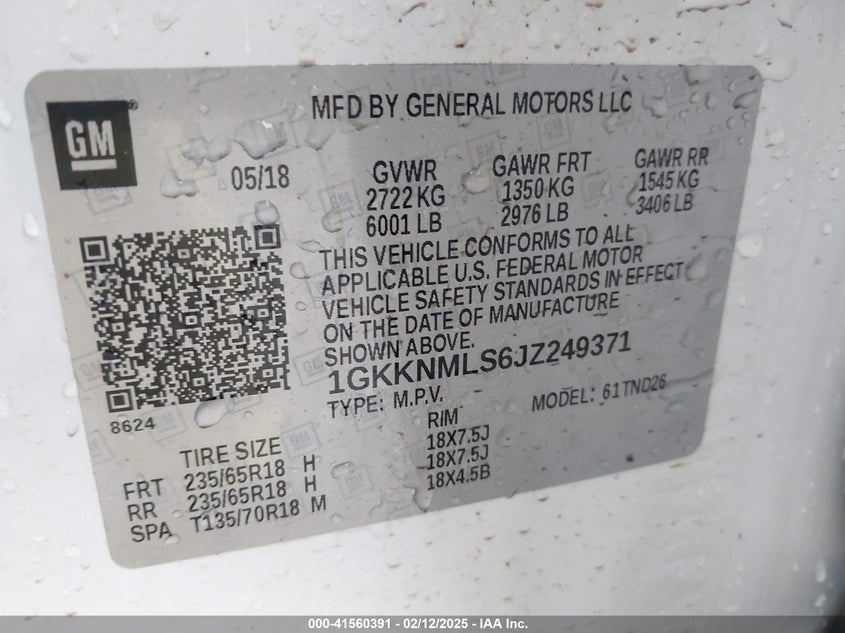 MFD BY GENERAL MOTORS LLC
GM
05/18
GVWR GAWR FRT GAWR RR
2722 KG 1350 KG 1545 KG
6001 LB 2976 LB 3406 LB
THIS VEHICLE CONFORMS TO ALL
APPLICABLE U.S. FEDERAL MOTOR
VEHICLE SAFETY STANDARDS IN EFFECT
ON THE DATE OF MANUFACTURE
SHOWN ABOVE.
1GKKNMLS6JZ249371
TYPE: M.P.V. MODEL: 61TND26
8624
TIRE SIZE RIM
FRT 235/65R18 H 18X7.5J
RR 235/65R18 H 18X7.5J
SPA T135/70R18 M 18X4.5B
000-41560391 - 02/12/2025 - IAA Inc.